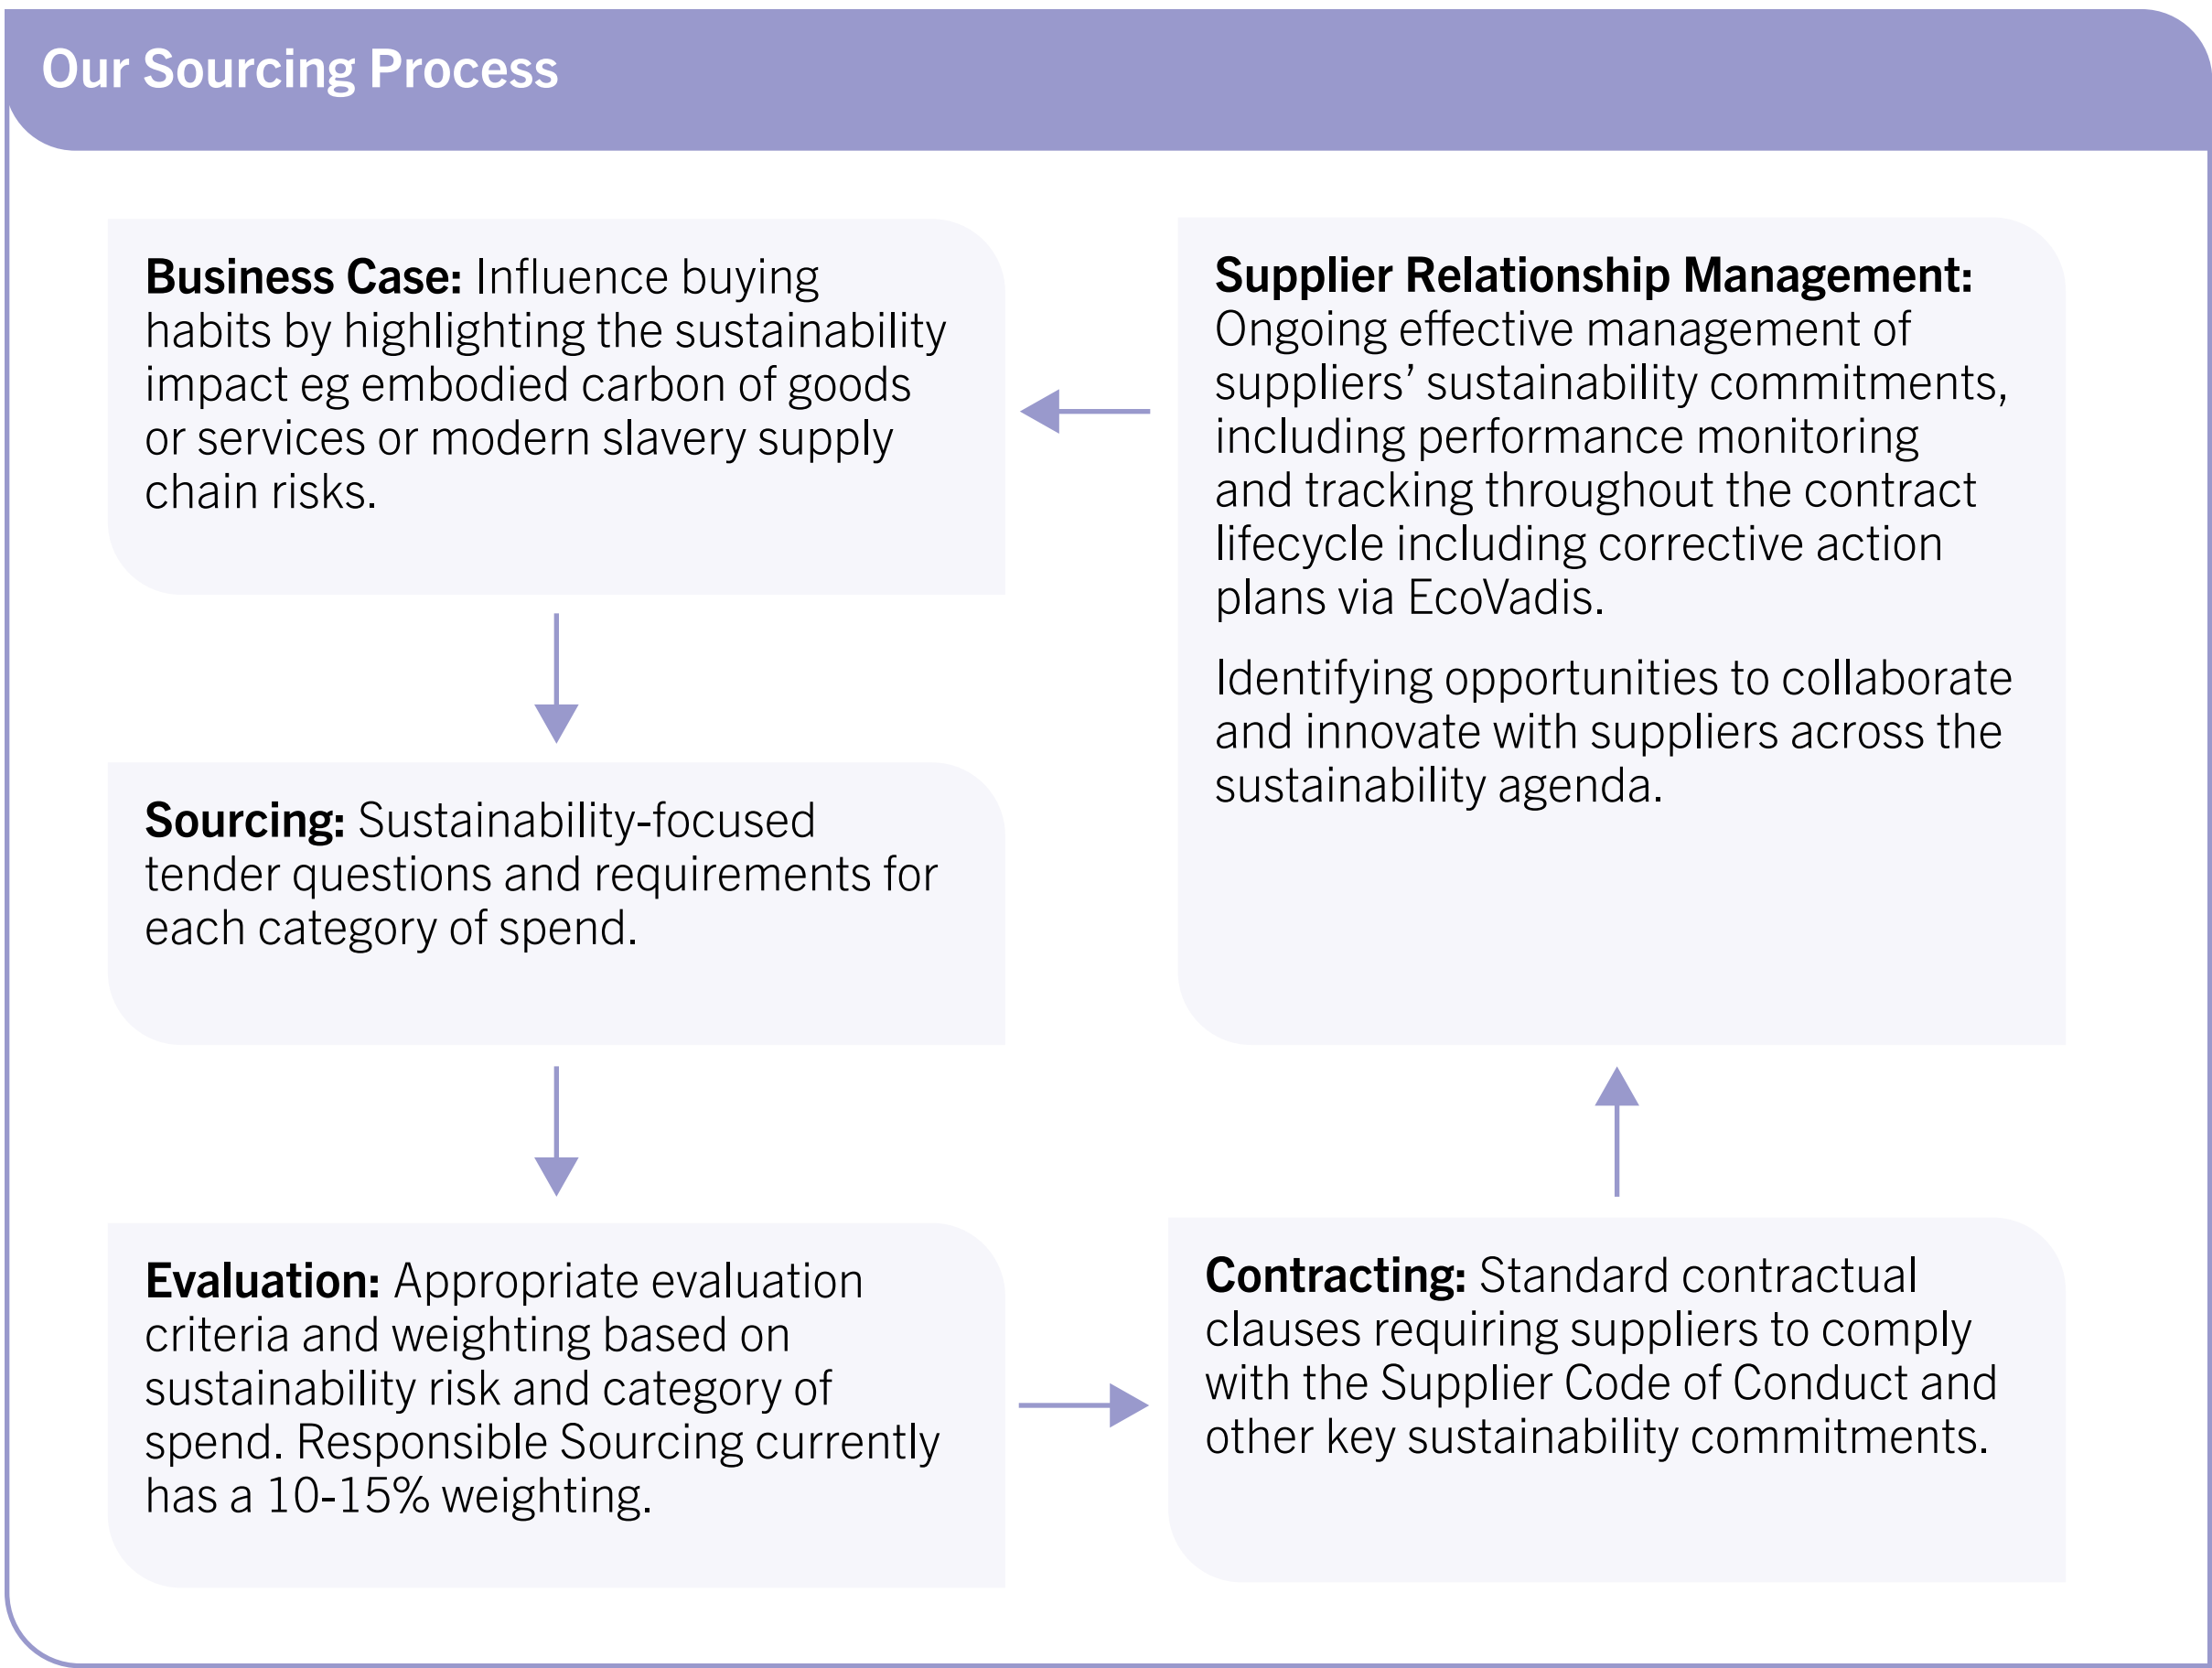 Our Sourcing Process
Business Case: Influence buying
habits by highlighting the sustainability
impact eg embodied carbon of goods
or services or modern slavery supply
chain risks.
Sourcing: Sustainability-focused
tender questions and requirements for
each category of spend.
Evaluation: Appropriate evaluation
criteria and weighting based on
sustainability risk and category of
spend. Responsible Sourcing currently
has a 10-15% weighting.
Contracting: Standard contractual
clauses requiring suppliers to comply
with the Supplier Code of Conduct and
other key sustainability commitments.
Supplier Relationship Management:
Ongoing effective management of
suppliers’ sustainability commitments,
including performance monitoring
and tracking throughout the contract
lifecycle including corrective action
plans via EcoVadis.
Identifying opportunities to collaborate
and innovate with suppliers across the
sustainability agenda.